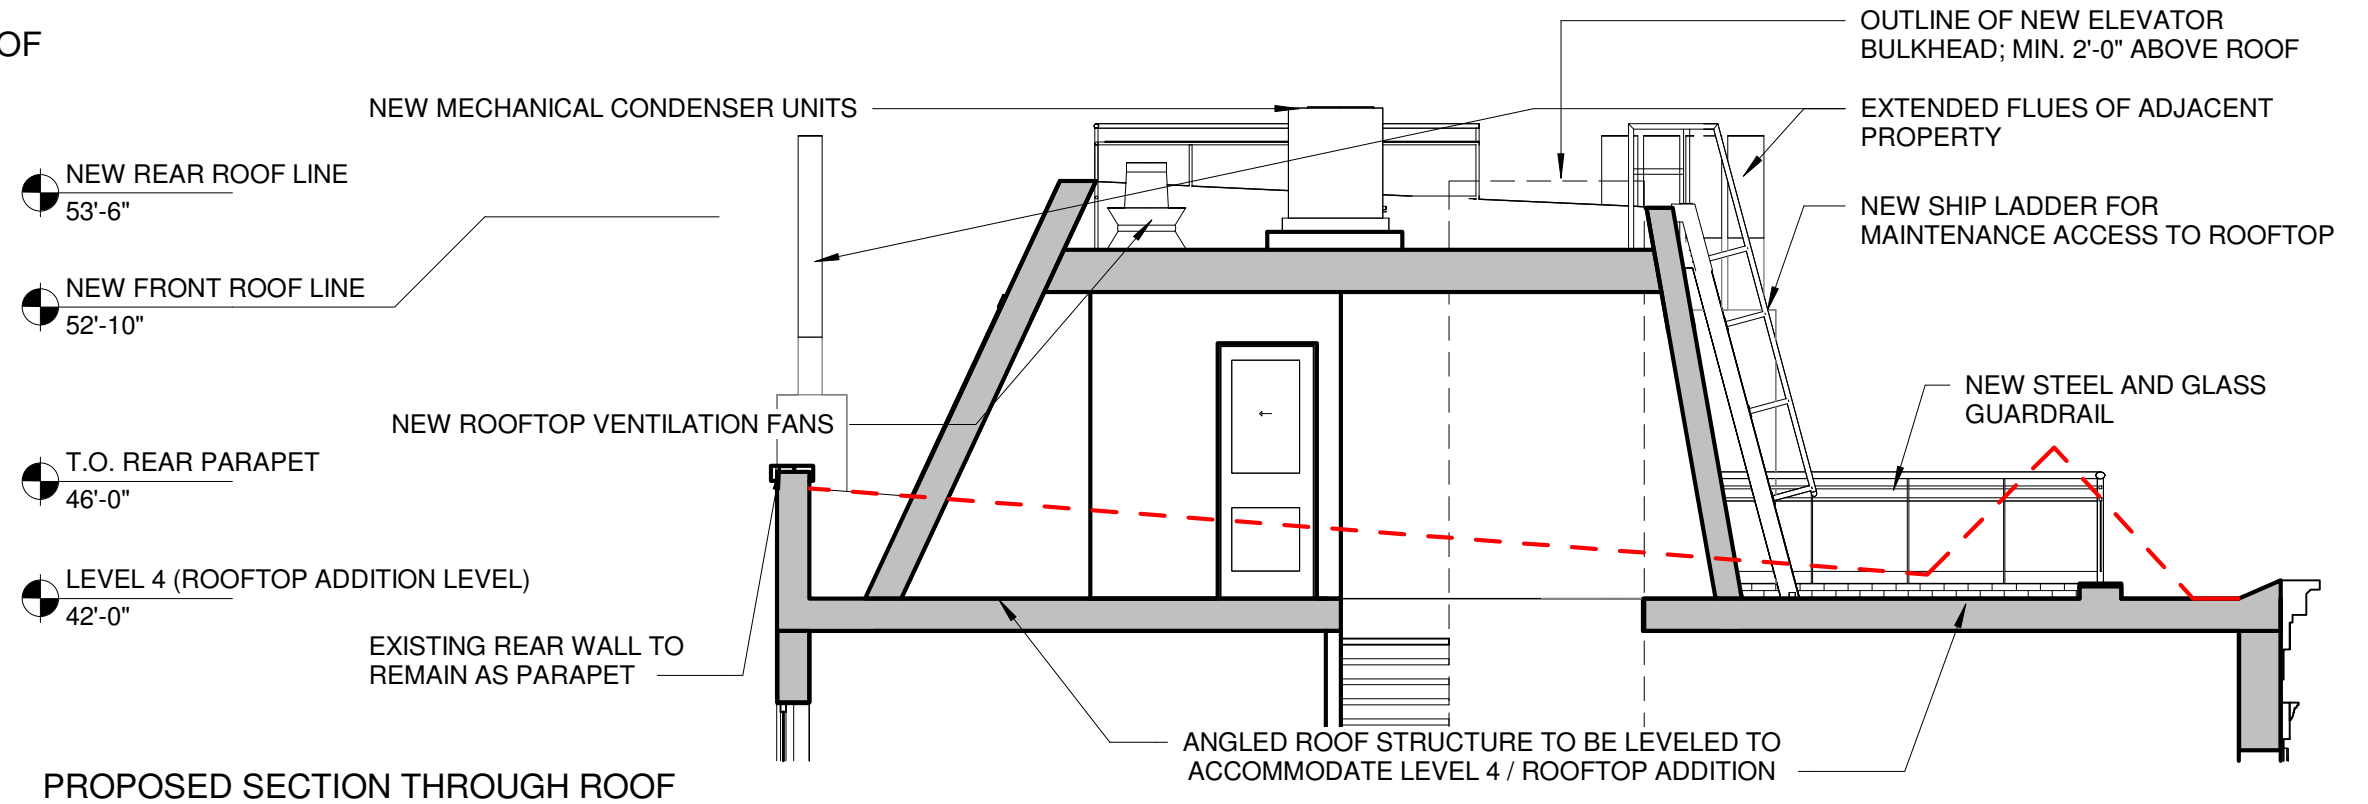 OF
OUTLINE OF NEW ELEVATOR
BULKHEAD; MIN. 2'-0" ABOVE ROOF
NEW MECHANICAL CONDENSER UNITS
EXTENDED FLUES OF ADJACENT
PROPERTY
NEW REAR ROOF LINE
53'-6"
NEW SHIP LADDER FOR
MAINTENANCE ACCESS TO ROOFTOP
NEW FRONT ROOF LINE
52'-10"
NEW STEEL AND GLASS
GUARDRAIL
NEW ROOFTOP VENTILATION FANS
T.O. REAR PARAPET
46'-0"
LEVEL 4 (ROOFTOP ADDITION LEVEL)
42'-0"
EXISTING REAR WALL TO
REMAIN AS PARAPET
ANGLED ROOF STRUCTURE TO BE LEVELED TO
ACCOMMODATE LEVEL 4 / ROOFTOP ADDITION
PROPOSED SECTION THROUGH ROOF